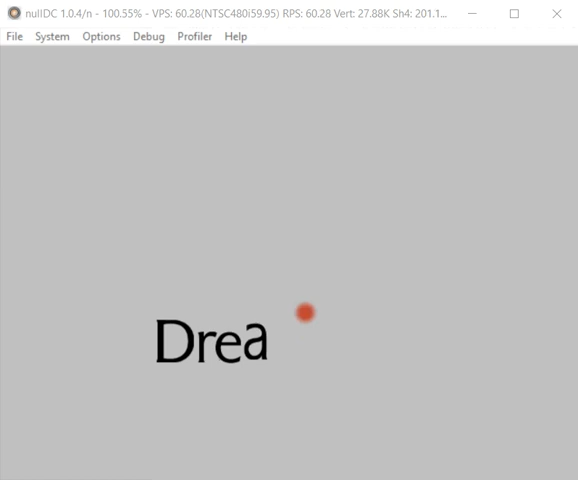 nullDC 1.0.4/n - 100.55% - VPS: 60.28(NTSC480i59.95) RPS: 60.28 Vert: 27.88K Sh4: 201.1...
File System Options Debug Profiler Help
Drea